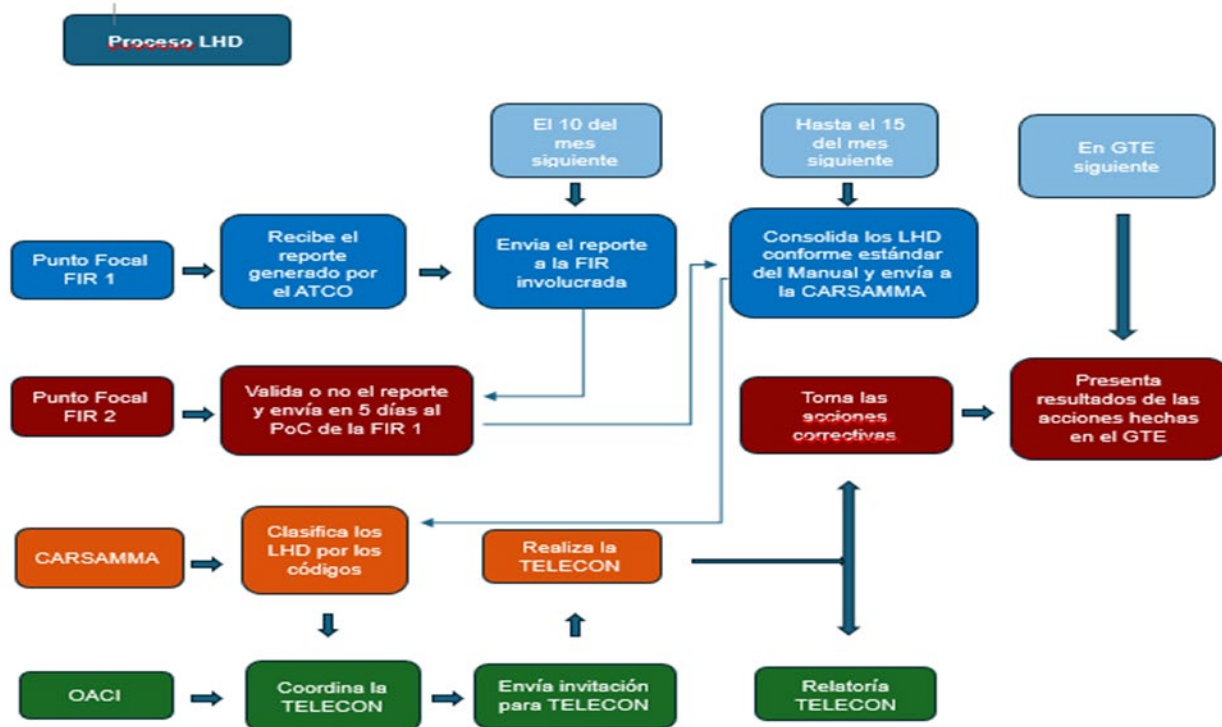 Proceso LHD
El 10 del
mes
siguiente
Hasta el 15
del mes
siguiente
En GTE
siguiente
Punto Focal
FIR 1
Recibe el
reporte
generado por
el ATCO
Envia el reporte
a la FIR
involucrada
Consolida los LHD
conforme estándar
del Manual y envía a
la CARSAMMA
Punto Focal
FIR 2
Valida o no el reporte
y envía en 5 días al
PoC de la FIR 1
Toma las
acciones
correctivas
Presenta
resultados de las
acciones hechas
en el GTE
CARSAMMA
Clasifica los
LHD por los
códigos
Realiza la
TELECON
OACI
Coordina la
TELECON
Envía invitación
para TELECON
Relatoría
TELECON